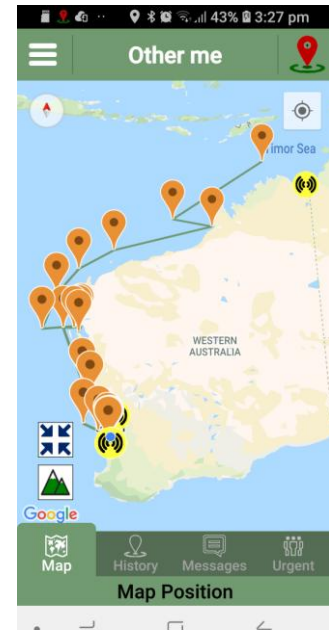 43% 3:27 pm
Other me
Timor Sea
WESTERN
AUSTRALIA
Google
Map
History
Messages
Urgent
Map Position